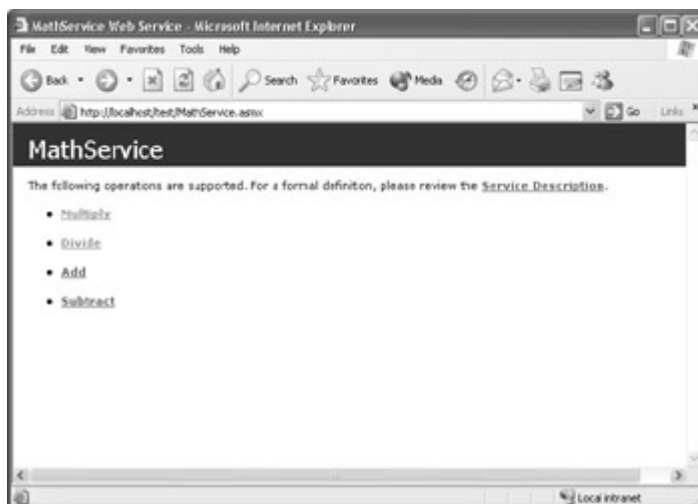 MathService Web Service - Microsoft Internet Explorer
File Edit View Favorites Tools Help
Back Search Favorites Media
Address http://localhost/test/MathService.asmx Go Links
MathService
The following operations are supported. For a formal definition, please review the Service Description.
Multiply
Divide
Add
Subtract
Local intranet